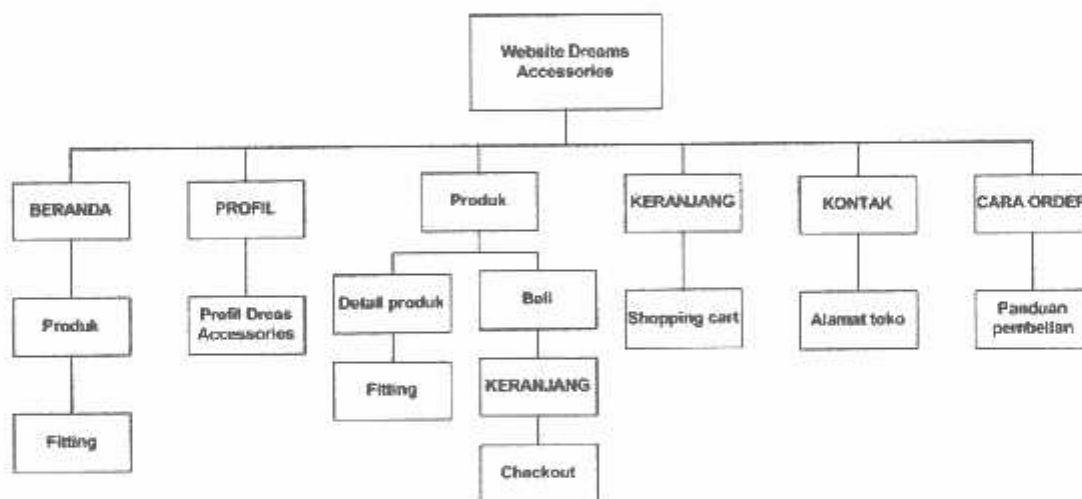 Website Dreams
Accessories
BERANDA
PROFIL
Produk
KERANJANG
KONTAK
CARA ORDER
Produk
Profil Dreas
Accessories
Detail produk
Beli
Shopping cart
Alamat toko
Panduan
pembelian
Fitting
Fitting
KERANJANG
Checkout